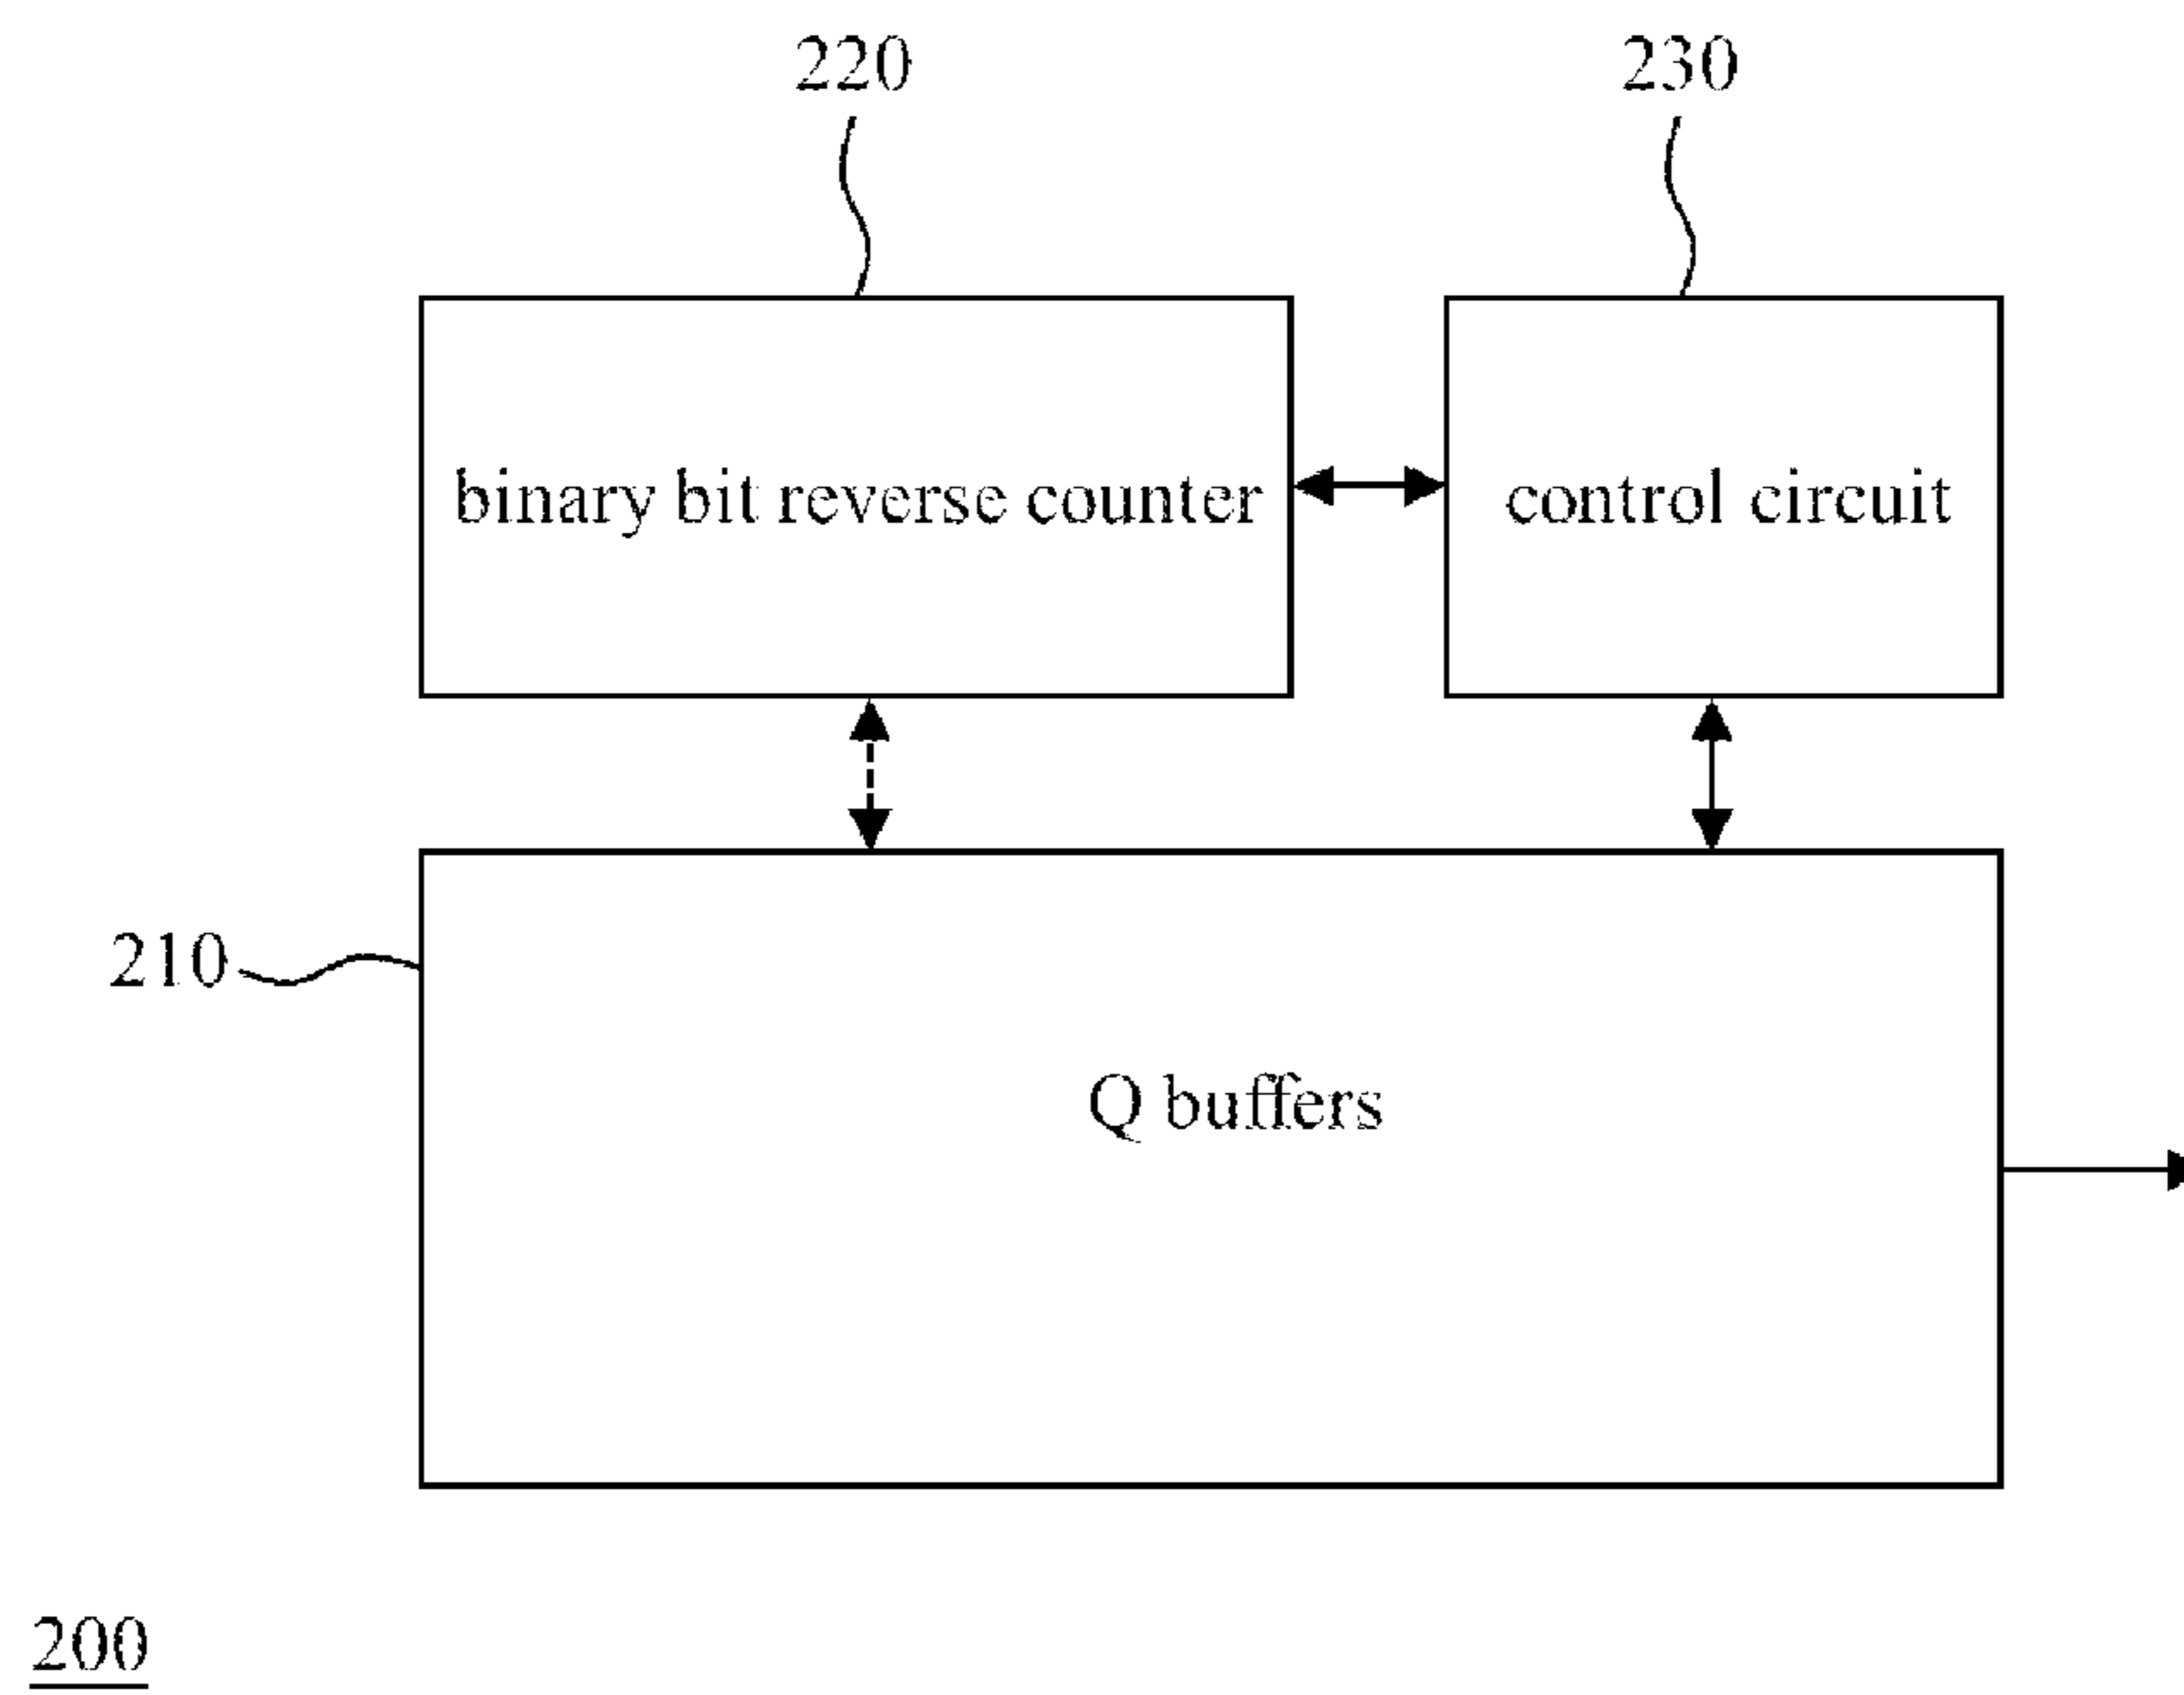 220
230
binary bit reverse counter
control circuit
210
Q buffers
200